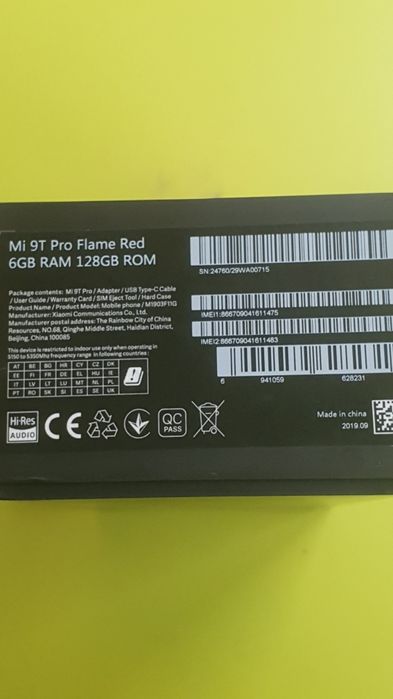 Mi 9T Pro Flame Red
6GB RAM 128GB ROM
Package contents: Mi 9T Pro / Adapter / USB Type-C Cable
/ User Guide / Warranty Card / SIM Eject Tool / Hard Case
Product Name / Product Model: Mobile phone / M1903F11G
Manufacturer: Xiaomi Communications Co., Ltd.
Manufacturer postal address: The Rainbow City of China
Resources, NO.68, Qinghe Middle Street, Haidian District,
Beijing, China 100085
This device is restricted to indoor use only when operating in
5150 to 5350Mhz frequency range in following countries:
AT BE BG HR CY CZ DK
EE FI FR DE EL HU IE
IT LV LT LU MT NL PL
PT RO SK SI ES SE UK
Hi-Res
AUDIO
CE
QC
PASS
SN:24760/29WA00715
IMEI1:866709041611475
IMEI2:866709041611483
6 941059 628231
Made in china
2019.09